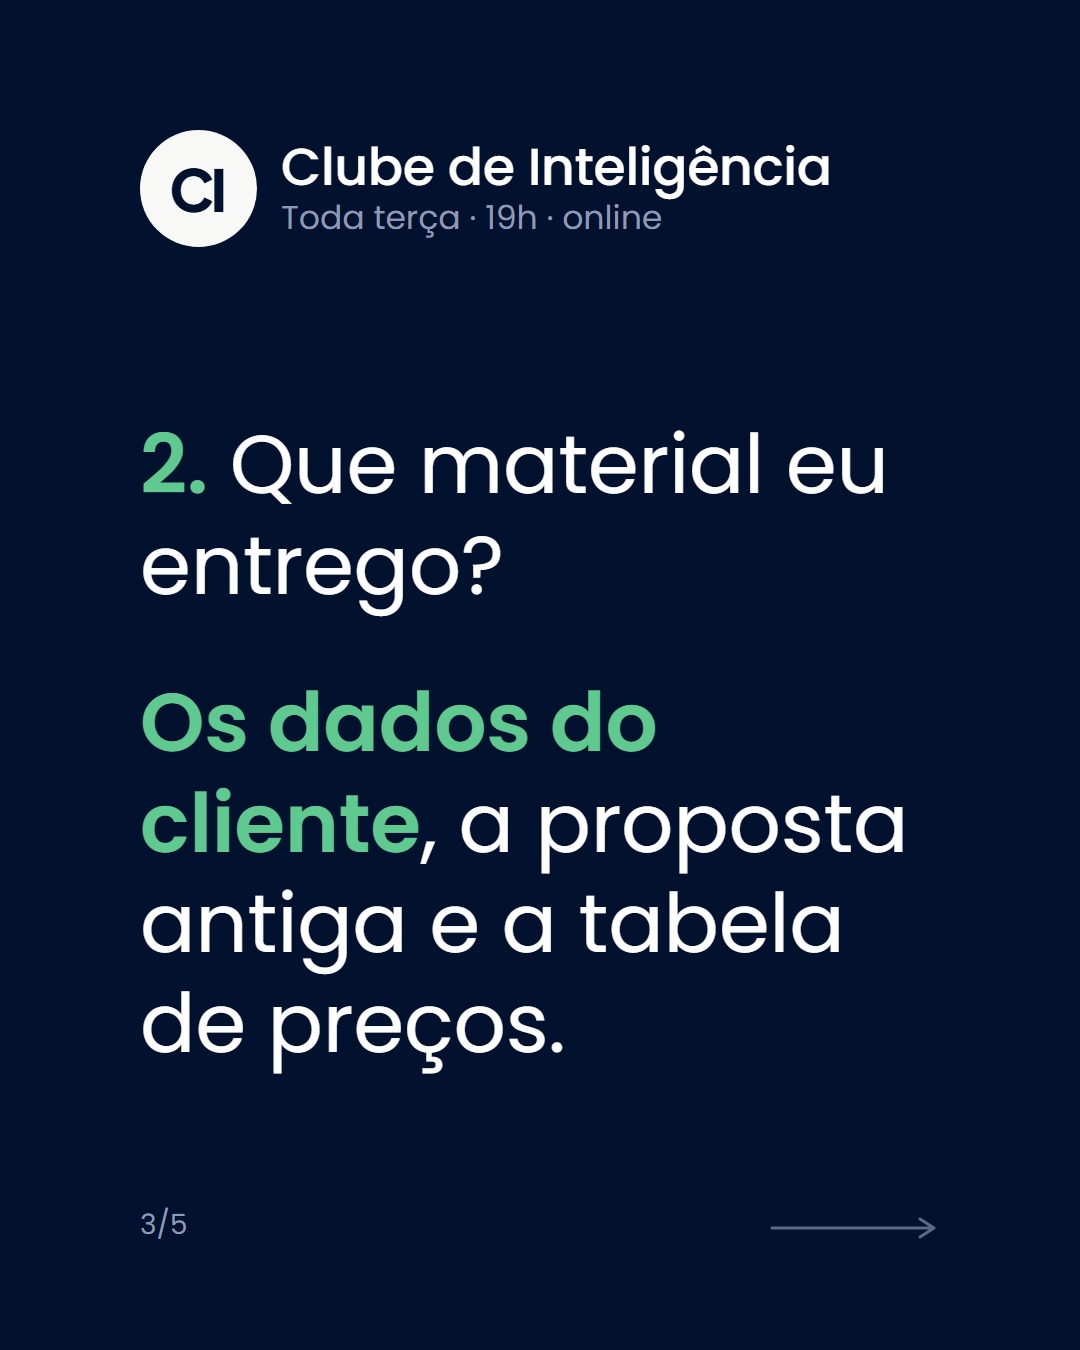 CI
Clube de Inteligência
Toda terça · 19h · online
2. Que material eu
entrego?
Os dados do
cliente, a proposta
antiga e a tabela
de preços.
3/5